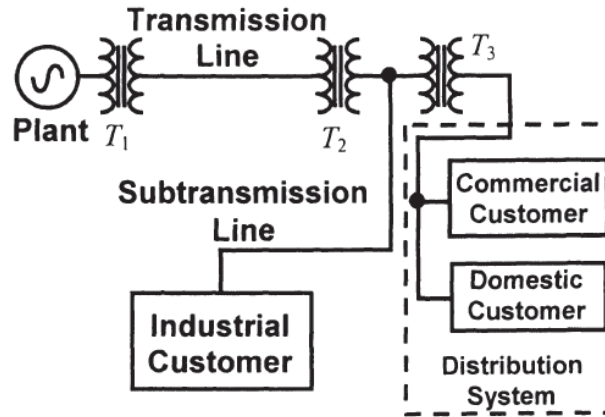 Transmission
Line
T3
Plant
T1
T2
Commercial
Customer
Subtransmission
Line
Domestic
Customer
Industrial
Customer
Distribution
System